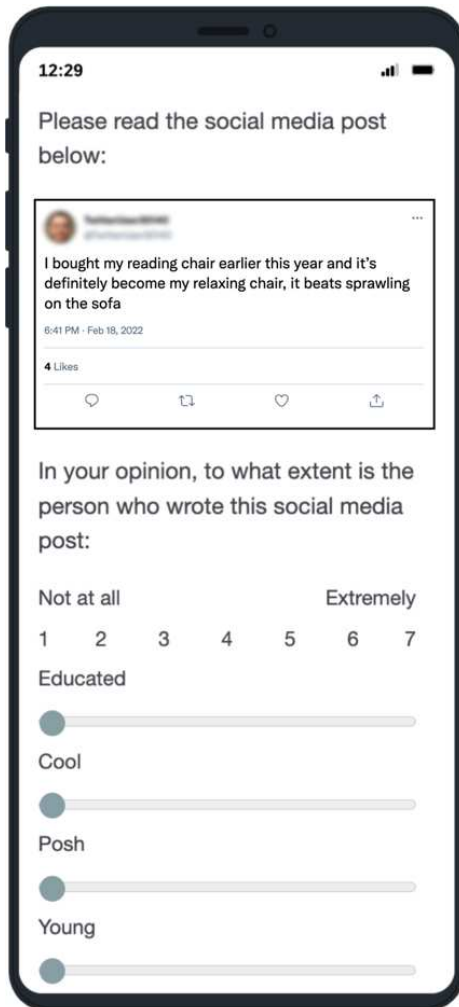 12:29
Please read the social media post
below:
I bought my reading chair earlier this year and it's
definitely become my relaxing chair, it beats sprawling
on the sofa
6:41 PM · Feb 18, 2022
4 Likes
In your opinion, to what extent is the
person who wrote this social media
post:
Not at all Extremely
1 2 3 4 5 6 7
Educated
Cool
Posh
Young